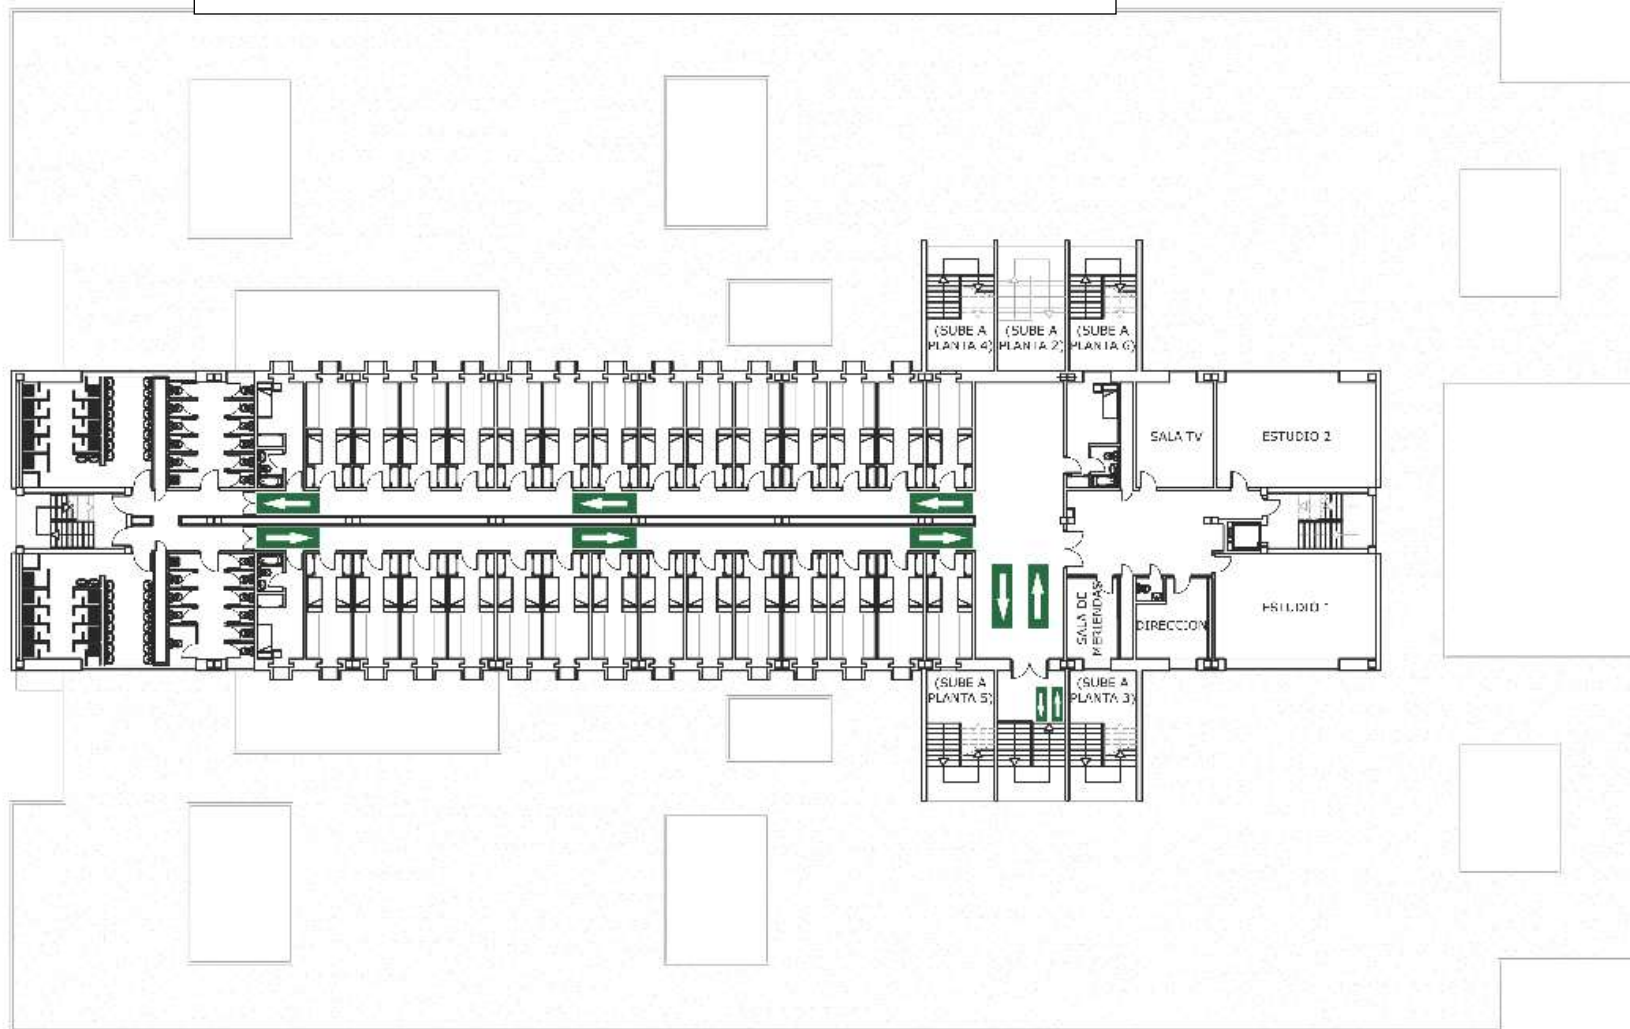 (SUBE A
PLANTA 4)
(SUBE A
PLANTA 2)
(SUBE A
PLANTA 6)
SALA TV
ESTUDIO 2
SALA DE
MERIENDAS
DIRECCION
ESTUDIO 1
(SUBE A
PLANTA 5)
(SUBE A
PLANTA 3)